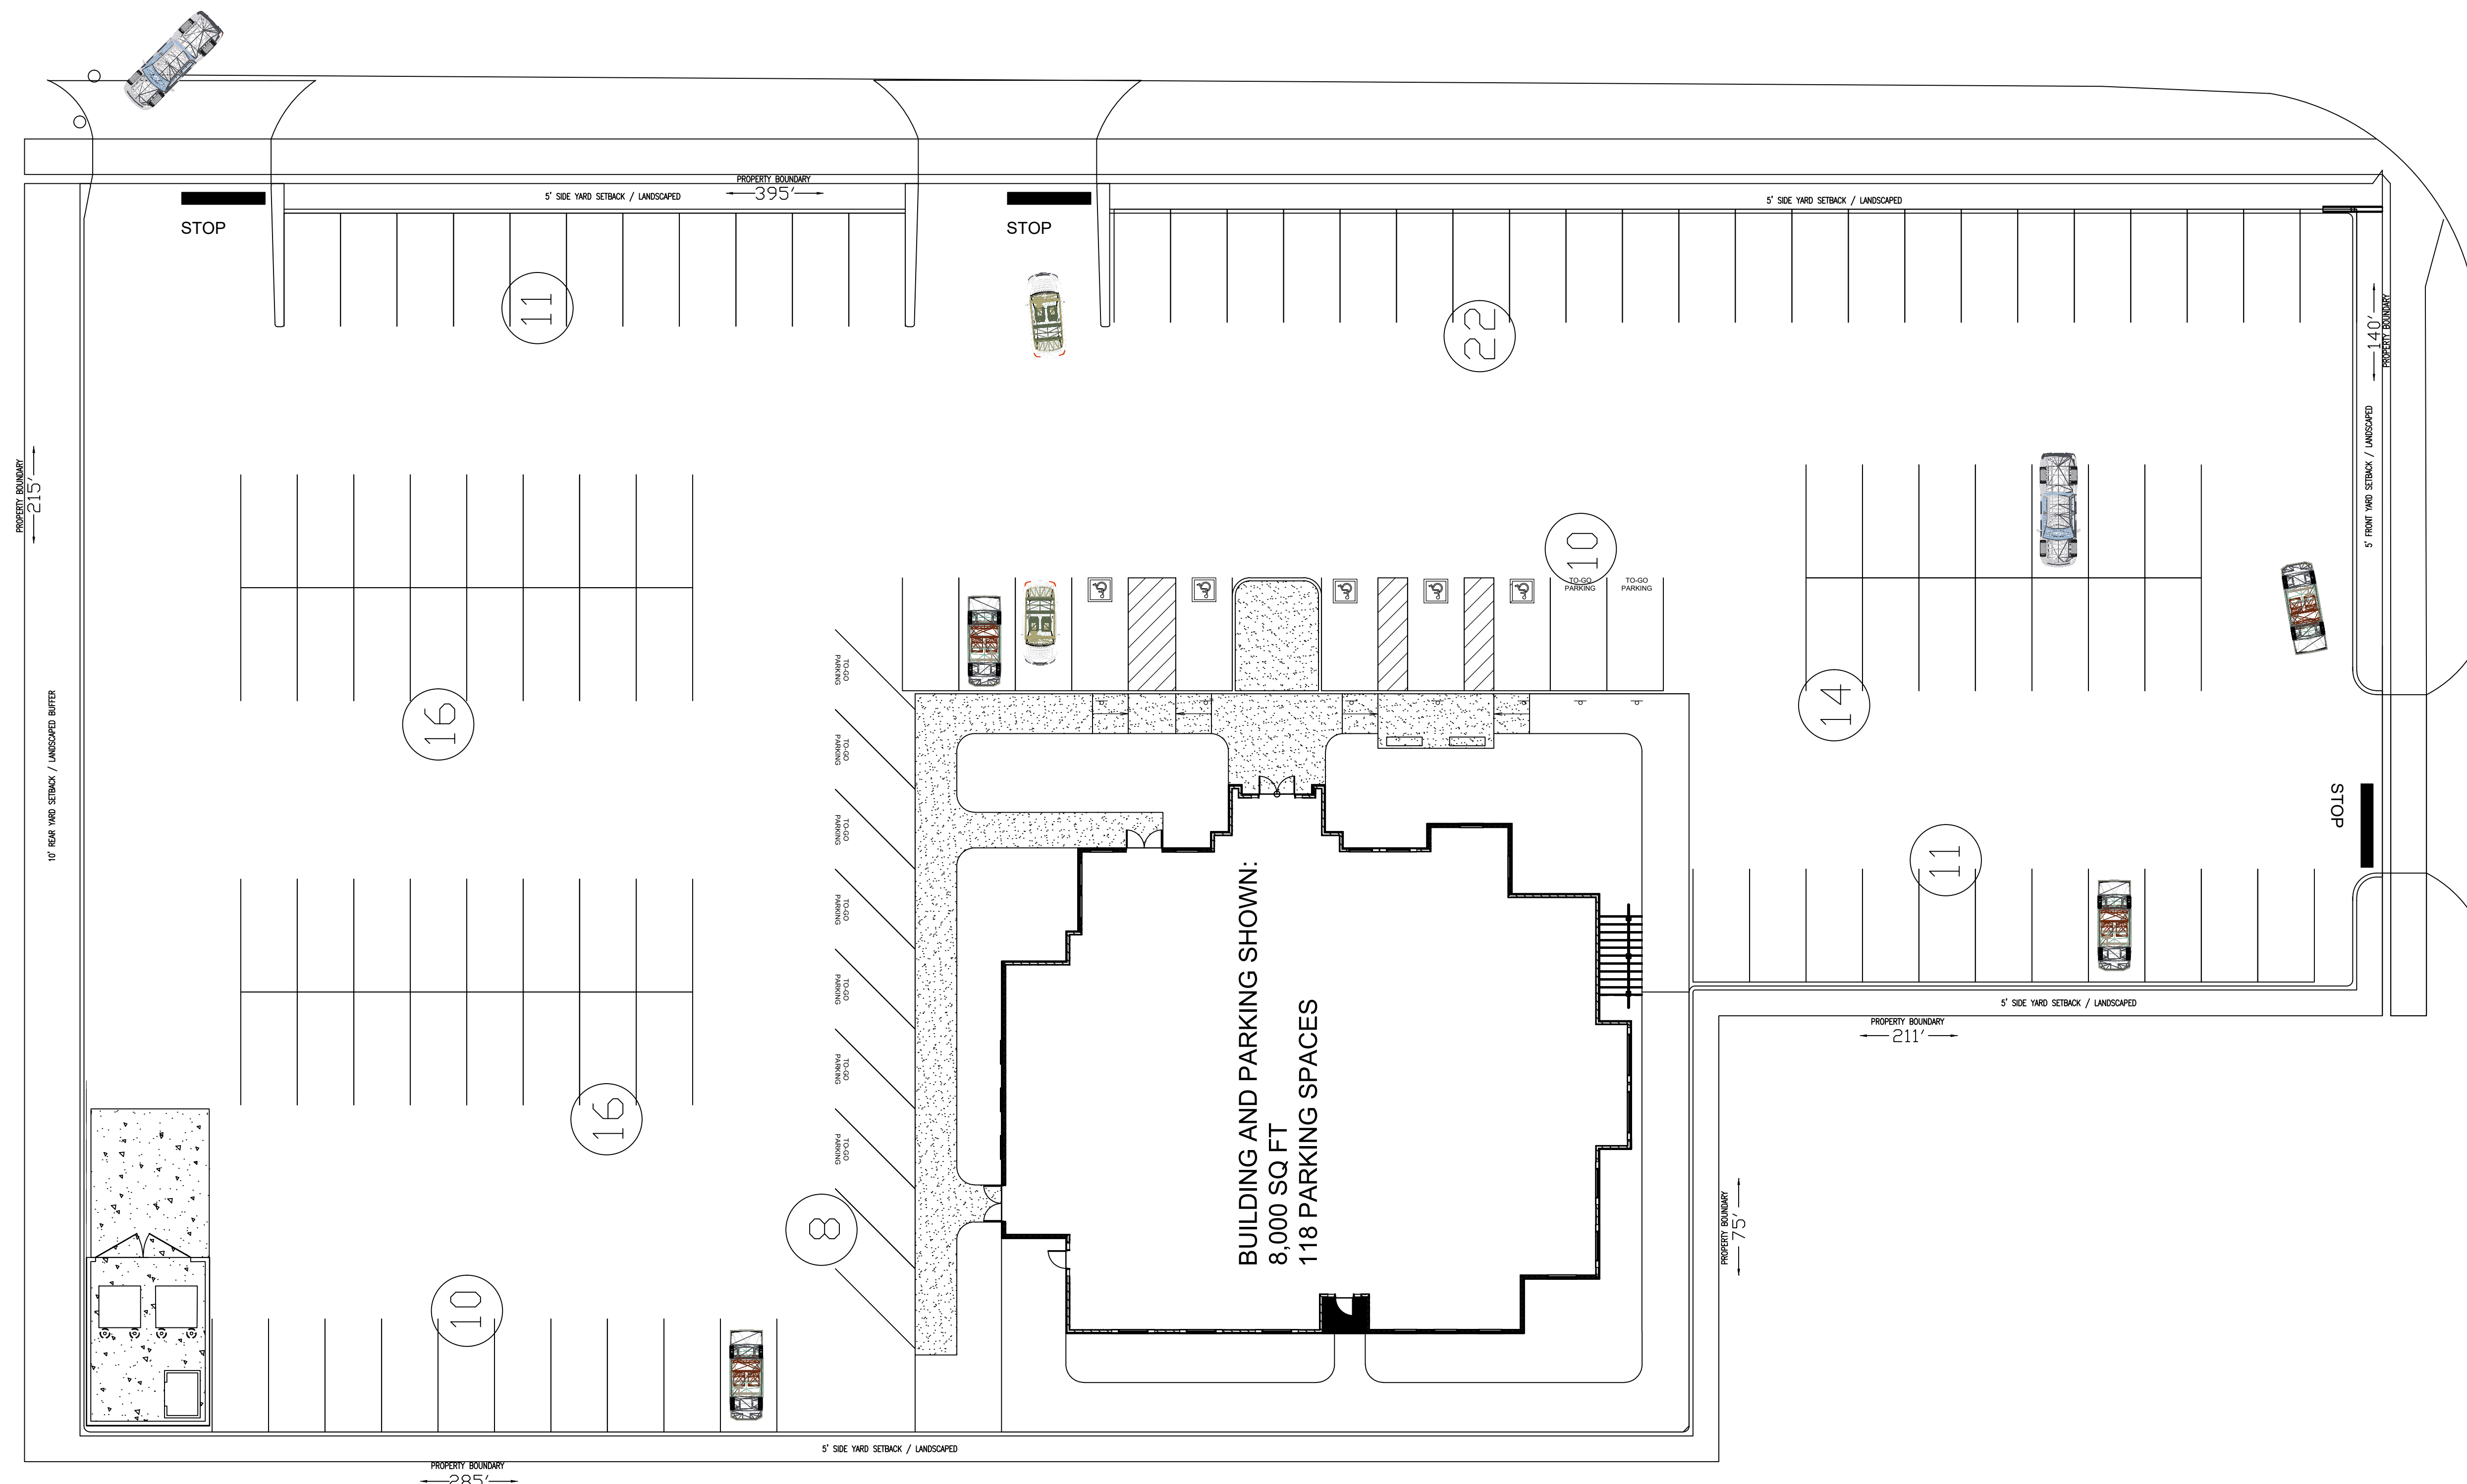 PROPERTY BOUNDARY
395'
5' SIDE YARD SETBACK / LANDSCAPED
5' SIDE YARD SETBACK / LANDSCAPED
STOP
STOP
11
22
140'
PROPERTY BOUNDARY
5' FRONT YARD SETBACK / LANDSCAPED
PROPERTY BOUNDARY
215'
10' REAR YARD SETBACK / LANDSCAPED BUFFER
10
TO-GO
PARKING
TO-GO
PARKING
16
14
TO-GO
PARKING
TO-GO
PARKING
TO-GO
PARKING
TO-GO
PARKING
TO-GO
PARKING
TO-GO
PARKING
TO-GO
PARKING
STOP
11
BUILDING AND PARKING SHOWN:
8,000 SQ FT
118 PARKING SPACES
5' SIDE YARD SETBACK / LANDSCAPED
PROPERTY BOUNDARY
211'
16
8
PROPERTY BOUNDARY
75'
10
5' SIDE YARD SETBACK / LANDSCAPED
PROPERTY BOUNDARY
285'